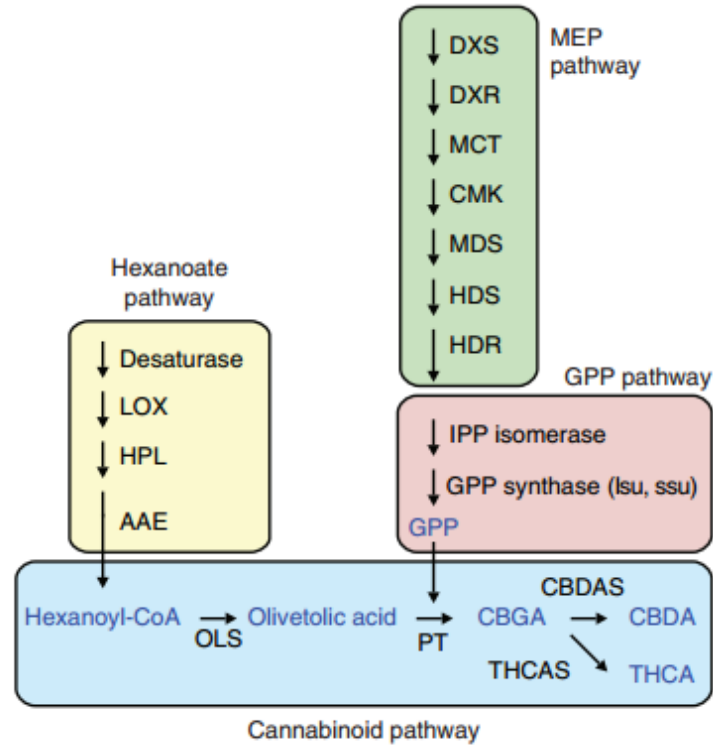 MEP
pathway
DXS
DXR
MCT
CMK
MDS
HDS
HDR
Hexanoate
pathway
Desaturase
LOX
HPL
AAE
GPP pathway
IPP isomerase
GPP synthase (lsu, ssu)
GPP
CBDAS
Hexanoyl-CoA
Olivetolic acid
CBGA
CBDA
OLS
PT
THCAS
THCA
Cannabinoid pathway